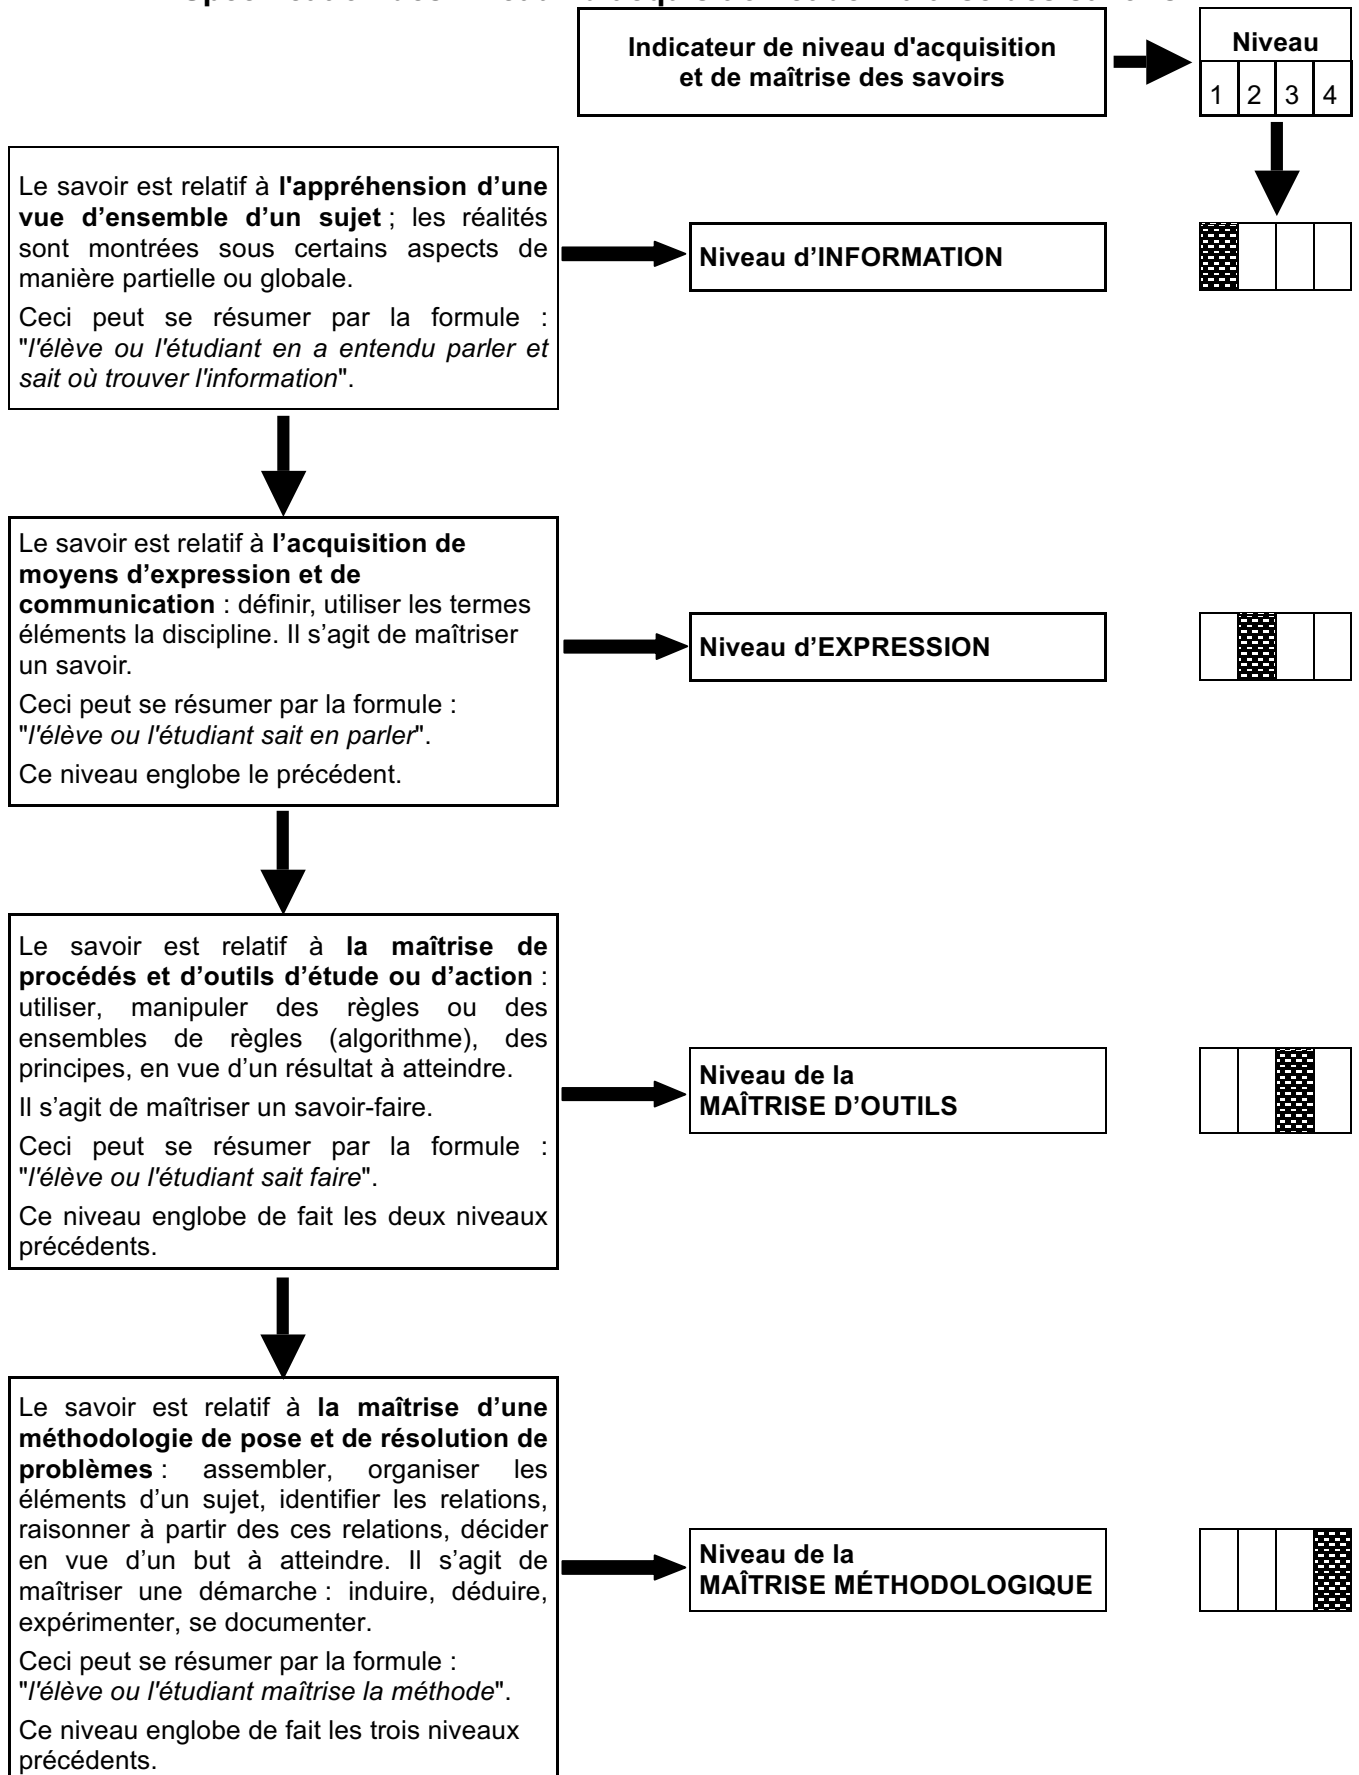 Indicateur de niveau d'acquisition
et de maîtrise des savoirs
Niveau
1 2 3 4
Le savoir est relatif à l'appréhension d’une
vue d’ensemble d’un sujet ; les réalités
sont montrées sous certains aspects de
manière partielle ou globale.
Ceci peut se résumer par la formule :
"l'élève ou l'étudiant en a entendu parler et
sait où trouver l'information".
Niveau d’INFORMATION
Le savoir est relatif à l’acquisition de
moyens d’expression et de
communication : définir, utiliser les termes
éléments la discipline. Il s’agit de maîtriser
un savoir.
Ceci peut se résumer par la formule :
"l'élève ou l'étudiant sait en parler".
Ce niveau englobe le précédent.
Niveau d’EXPRESSION
Le savoir est relatif à la maîtrise de
procédés et d’outils d’étude ou d’action :
utiliser, manipuler des règles ou des
ensembles de règles (algorithme), des
principes, en vue d’un résultat à atteindre.
Il s’agit de maîtriser un savoir-faire.
Ceci peut se résumer par la formule :
"l'élève ou l'étudiant sait faire".
Ce niveau englobe de fait les deux niveaux
précédents.
Niveau de la
MAÎTRISE D’OUTILS
Le savoir est relatif à la maîtrise d’une
méthodologie de pose et de résolution de
problèmes : assembler, organiser les
éléments d’un sujet, identifier les relations,
raisonner à partir des ces relations, décider
en vue d’un but à atteindre. Il s’agit de
maîtriser une démarche : induire, déduire,
expérimenter, se documenter.
Ceci peut se résumer par la formule :
"l'élève ou l'étudiant maîtrise la méthode".
Ce niveau englobe de fait les trois niveaux
précédents.
Niveau de la
MAÎTRISE MÉTHODOLOGIQUE